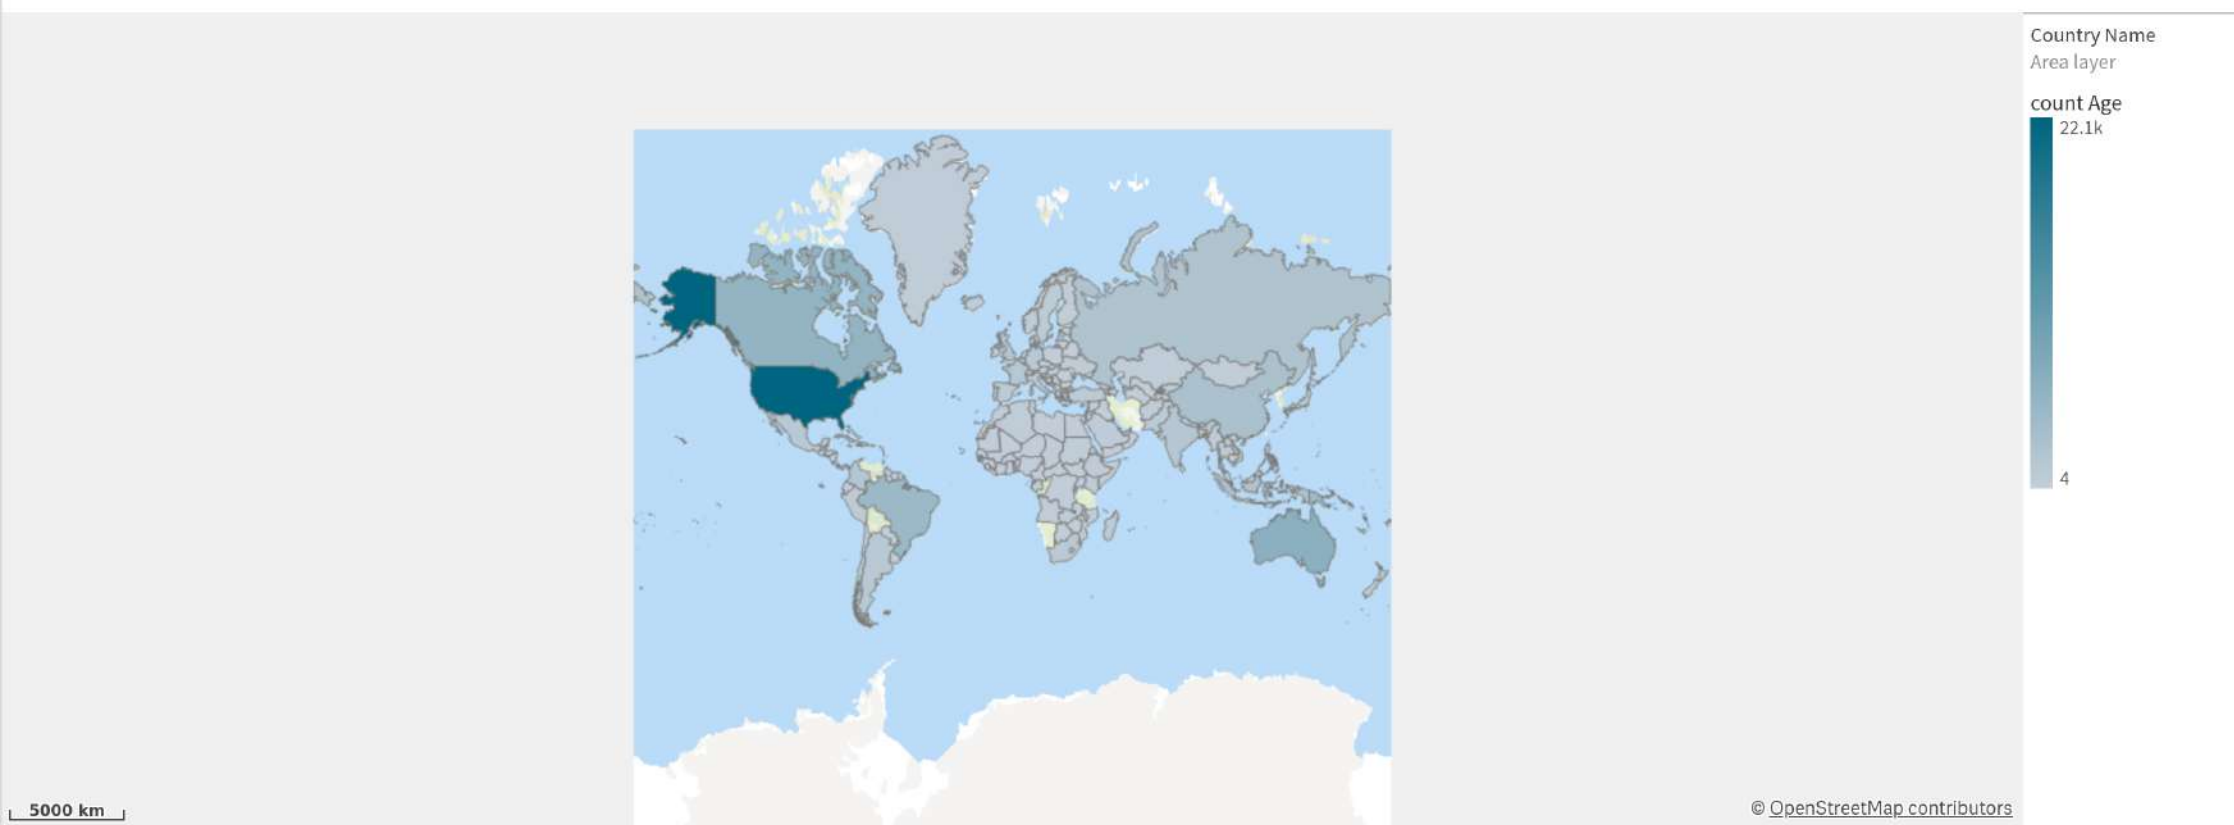 Country Name
Area layer
count Age
22.1k
4
5000 km
© OpenStreetMap contributors